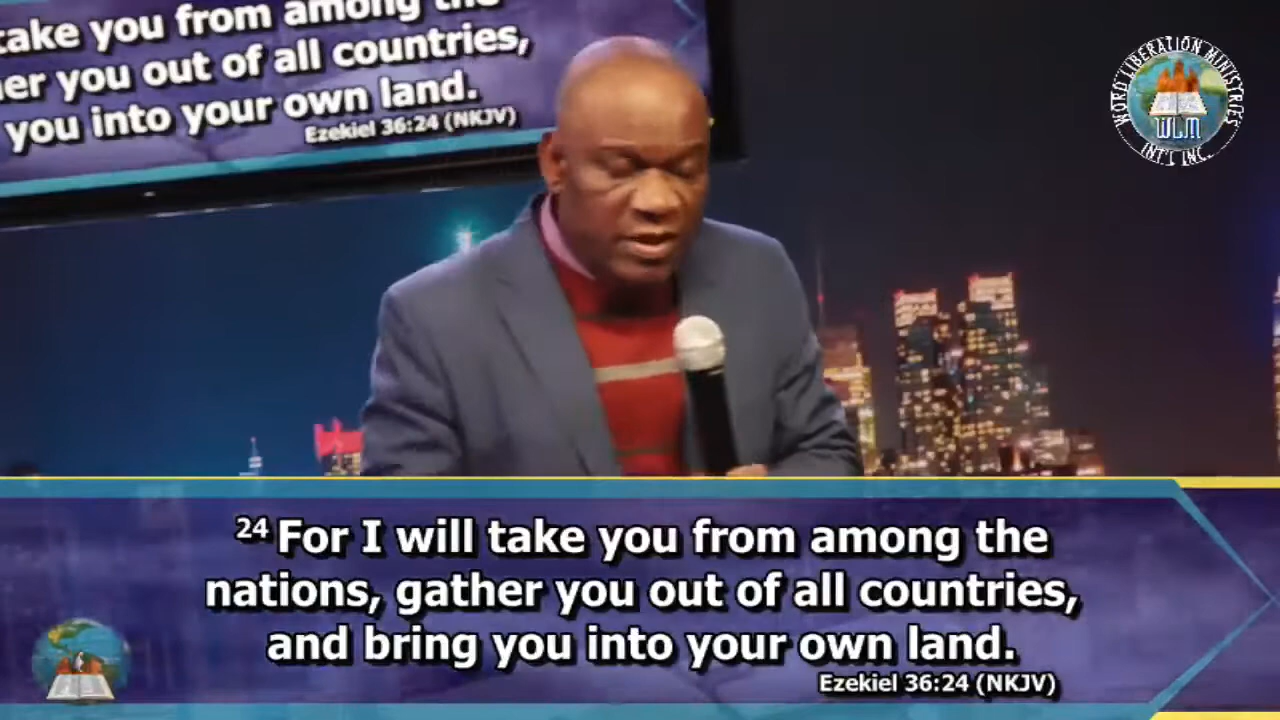 take you from among the
er you out of all countries,
you into your own land.
Ezekiel 36:24 (NKJV)
WORD LIBERATION MINISTRIES
WLM
INT'L INC.
24 For I will take you from among the
nations, gather you out of all countries,
and bring you into your own land.
Ezekiel 36:24 (NKJV)